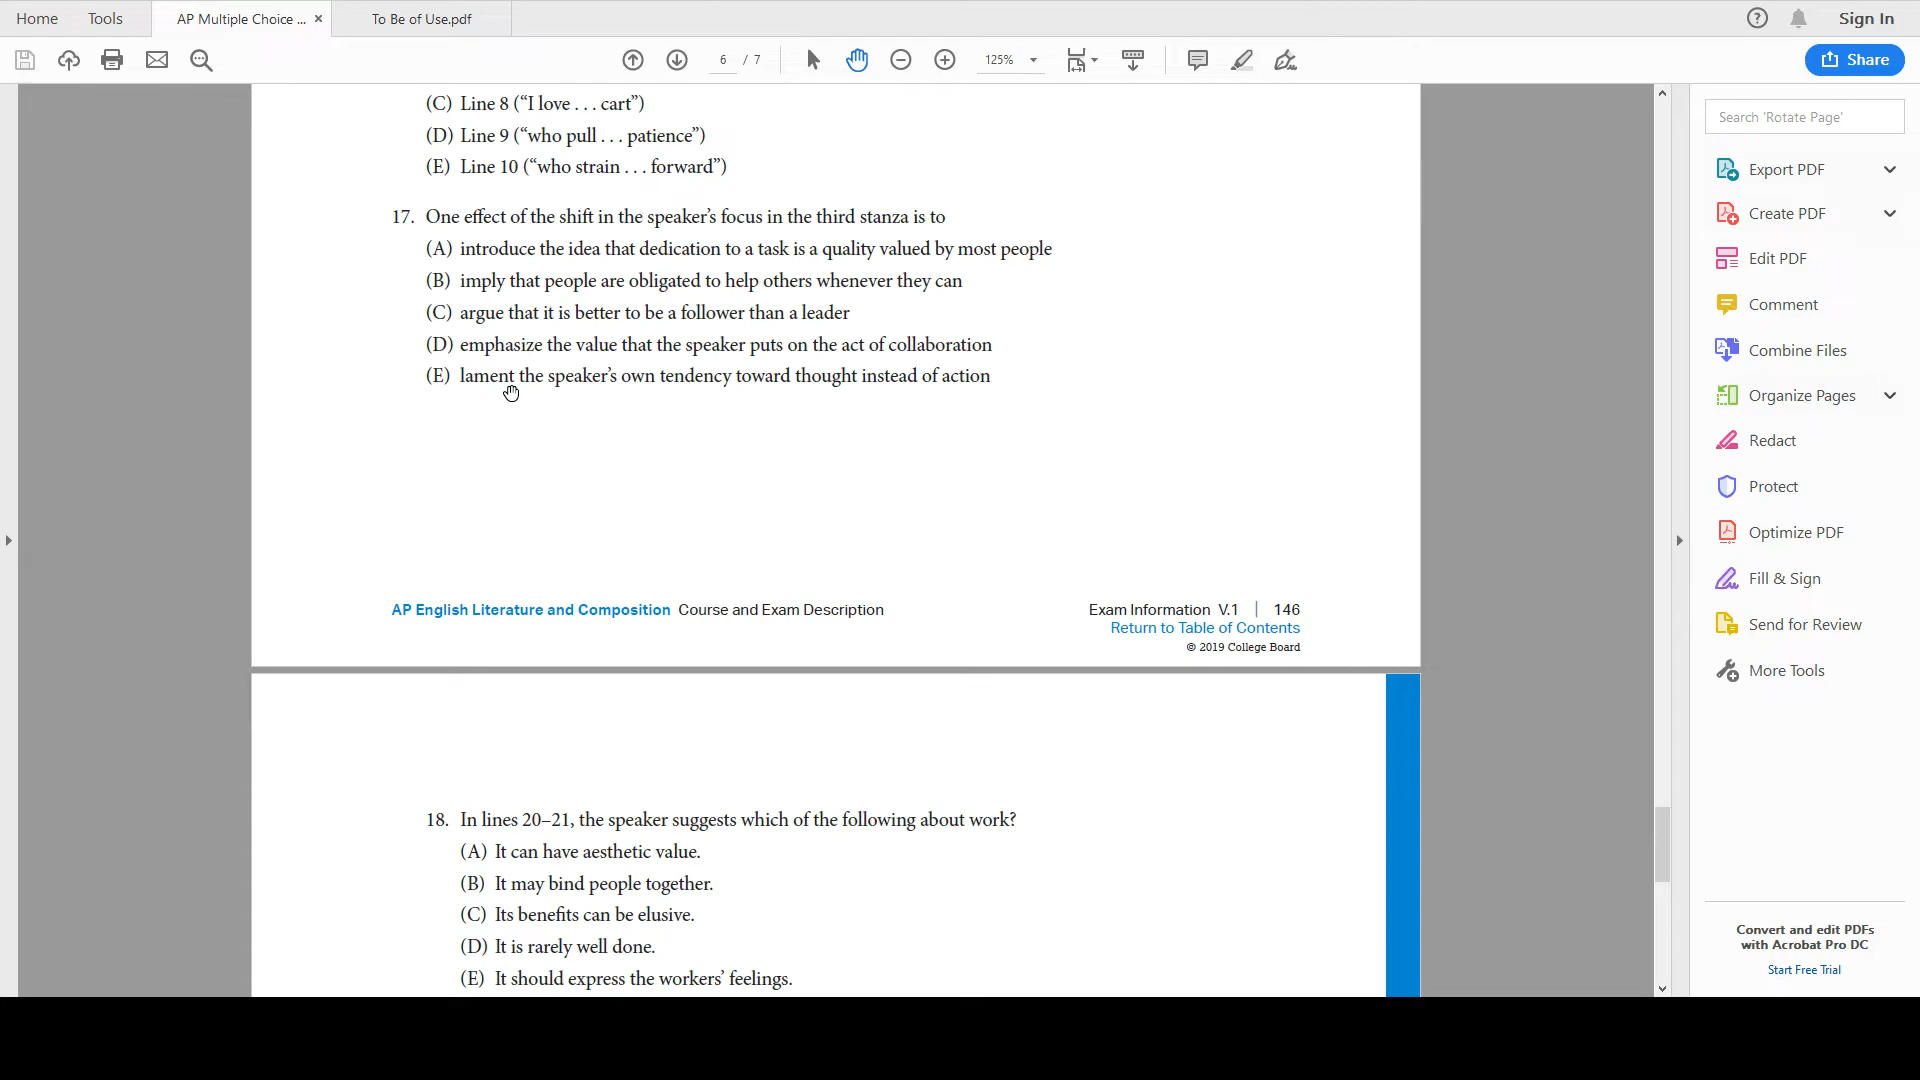 Home
Tools
AP Multiple Choice ...
To Be of Use.pdf
Sign In
6 / 7
125%
Share
(C) Line 8 (“I love . . . cart”)
(D) Line 9 (“who pull . . . patience”)
(E) Line 10 (“who strain . . . forward”)
17. One effect of the shift in the speaker’s focus in the third stanza is to
(A) introduce the idea that dedication to a task is a quality valued by most people
(B) imply that people are obligated to help others whenever they can
(C) argue that it is better to be a follower than a leader
(D) emphasize the value that the speaker puts on the act of collaboration
(E) lament the speaker’s own tendency toward thought instead of action
AP English Literature and Composition Course and Exam Description
Exam Information V.1 | 146
Return to Table of Contents
© 2019 College Board
18. In lines 20–21, the speaker suggests which of the following about work?
(A) It can have aesthetic value.
(B) It may bind people together.
(C) Its benefits can be elusive.
(D) It is rarely well done.
(E) It should express the workers’ feelings.
Search 'Rotate Page'
Export PDF
Create PDF
Edit PDF
Comment
Combine Files
Organize Pages
Redact
Protect
Optimize PDF
Fill & Sign
Send for Review
More Tools
Convert and edit PDFs
with Acrobat Pro DC
Start Free Trial